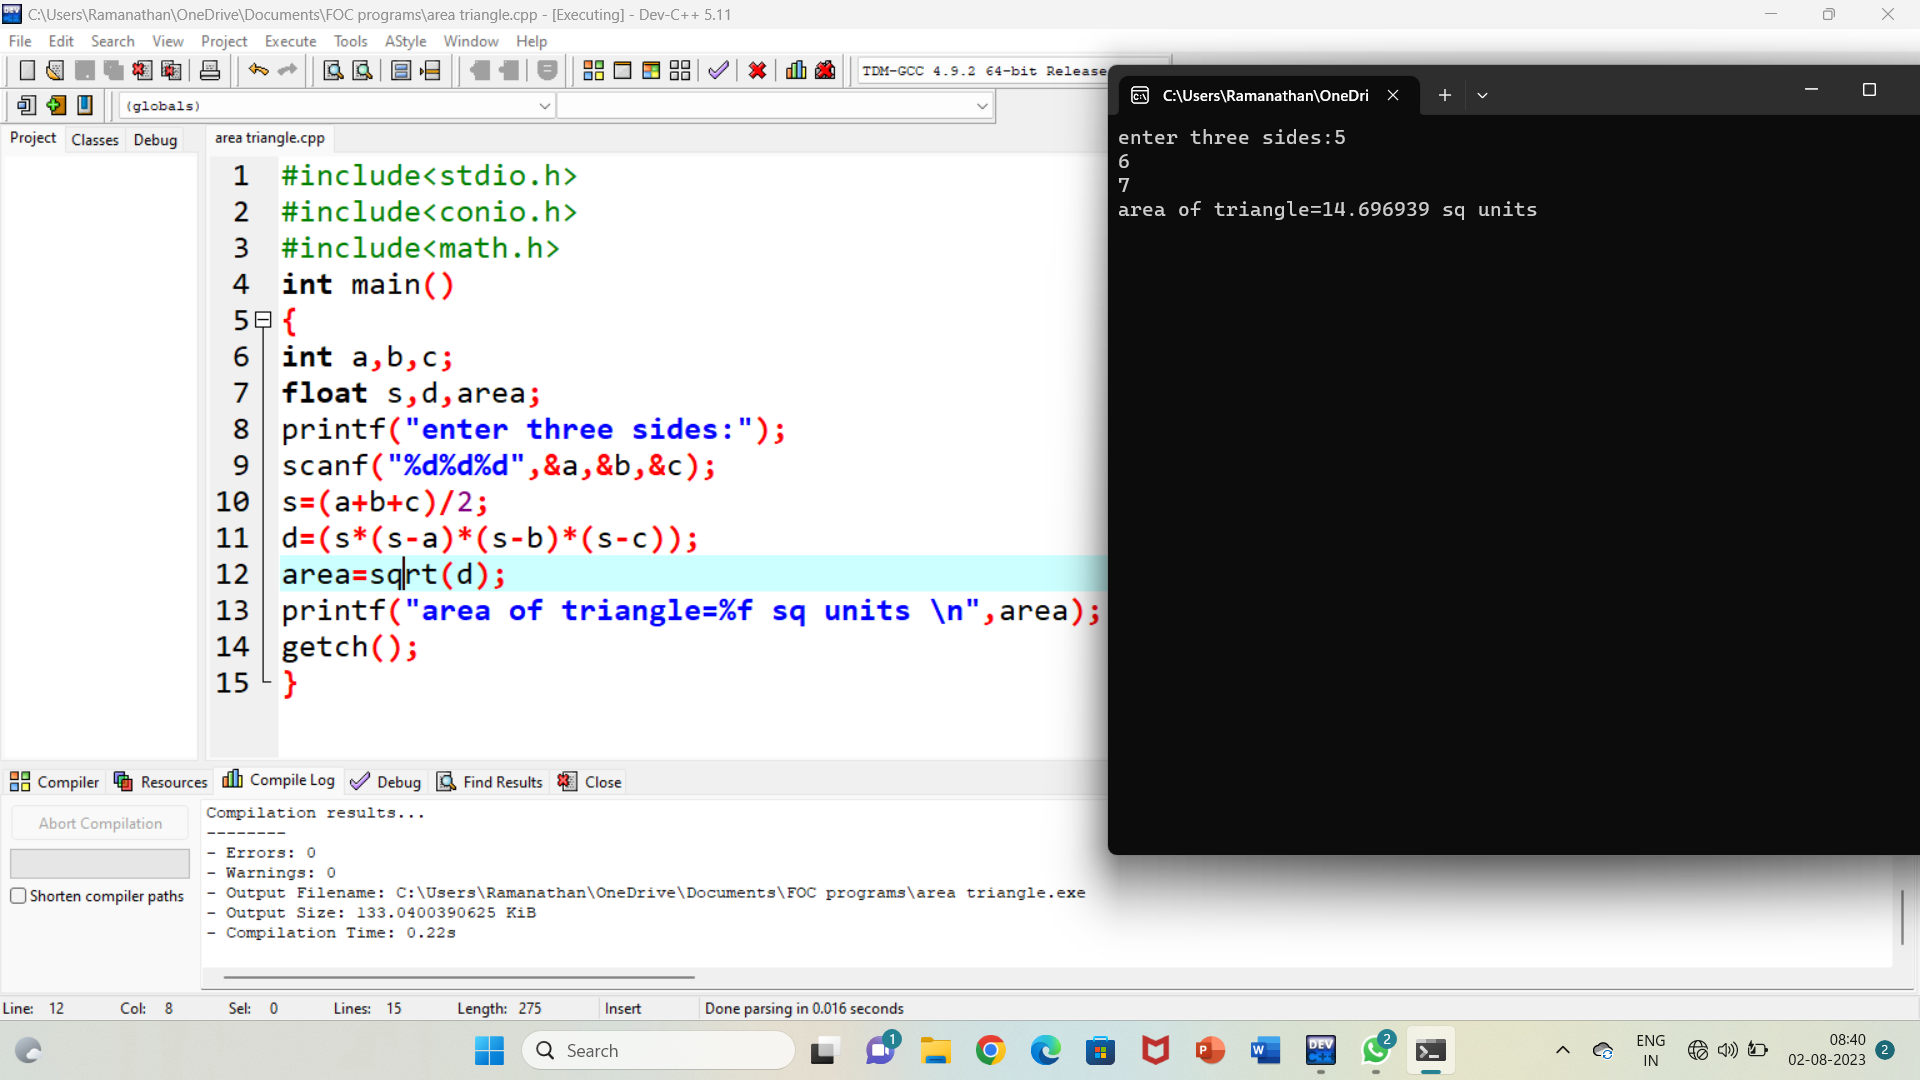 C:\Users\Ramanathan\OneDrive\Documents\FOC programs\area triangle.cpp - [Executing] - Dev-C++ 5.11
File Edit Search View Project Execute Tools AStyle Window Help
TDM-GCC 4.9.2 64-bit Release
(globals)
Project Classes Debug
area triangle.cpp
1 #include<stdio.h>
2 #include<conio.h>
3 #include<math.h>
4 int main()
5 {
6 int a,b,c;
7 float s,d,area;
8 printf("enter three sides:");
9 scanf("%d%d%d",&a,&b,&c);
10 s=(a+b+c)/2;
11 d=(s*(s-a)*(s-b)*(s-c));
12 area=sqrt(d);
13 printf("area of triangle=%f sq units \n",area);
14 getch();
15 }
C:\Users\Ramanathan\OneDri
enter three sides:5
6
7
area of triangle=14.696939 sq units
Compiler Resources Compile Log Debug Find Results Close
Abort Compilation
Shorten compiler paths
Compilation results...
--------
- Errors: 0
- Warnings: 0
- Output Filename: C:\Users\Ramanathan\OneDrive\Documents\FOC programs\area triangle.exe
- Output Size: 133.0400390625 KiB
- Compilation Time: 0.22s
Line: 12 Col: 8 Sel: 0 Lines: 15 Length: 275 Insert Done parsing in 0.016 seconds
Search
1
P
W
DEV
C++
2
ENG
IN
08:40
02-08-2023
2